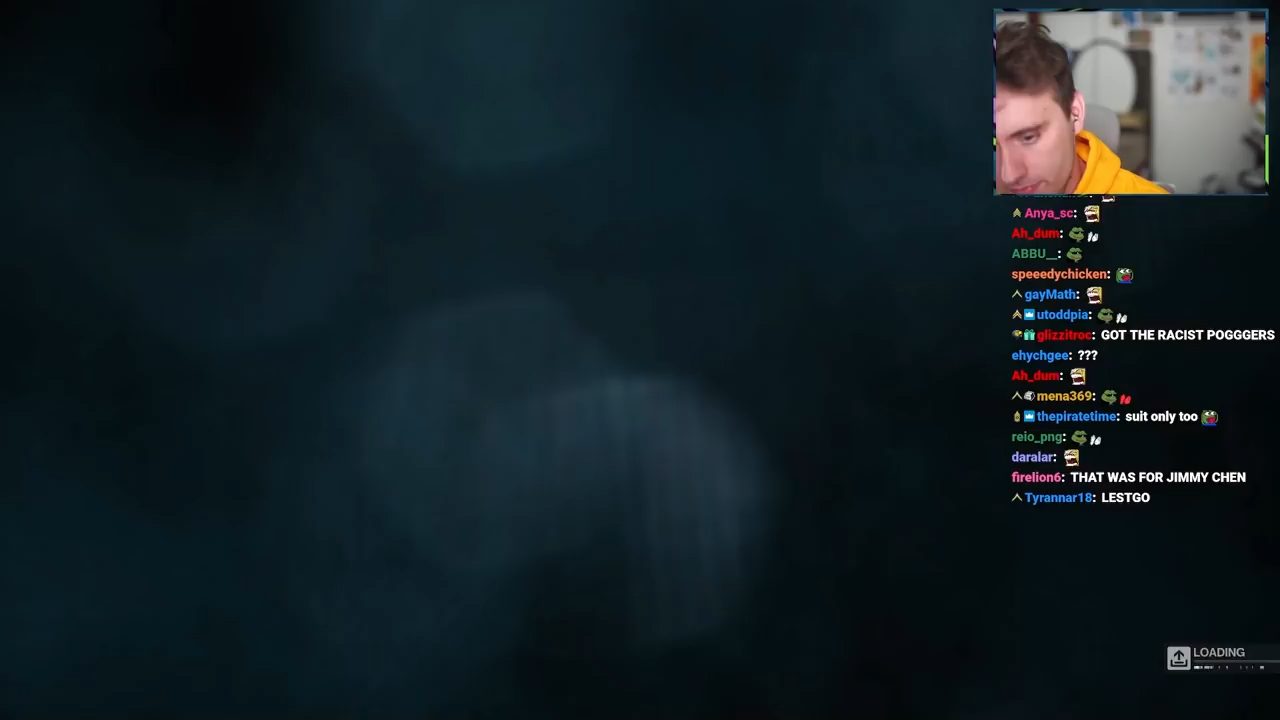 Anya_sc:
Ah_dum:
ABBU__:
speeedychicken:
gayMath:
utoddpia:
glizzitroc: GOT THE RACIST POGGGERS
ehychgee: ???
Ah_dum:
mena369:
thepiratetime: suit only too
reio_png:
daralar:
firelion6: THAT WAS FOR JIMMY CHEN
Tyrannar18: LESTGO
LOADING